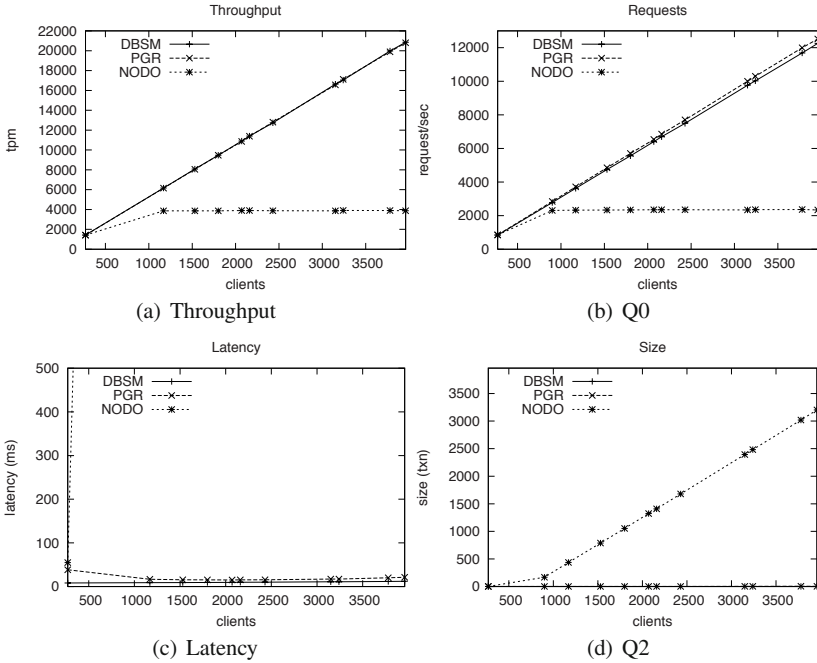 Throughput
tpm
22000
20000
18000
16000
14000
12000
10000
8000
6000
4000
2000
0
DBSM
PGR
NODO
500 1000 1500 2000 2500 3000 3500
clients
(a) Throughput
Requests
request/sec
12000
10000
8000
6000
4000
2000
0
DBSM
PGR
NODO
500 1000 1500 2000 2500 3000 3500
clients
(b) Q0
Latency
latency (ms)
500
400
300
200
100
0
DBSM
PGR
NODO
500 1000 1500 2000 2500 3000 3500
clients
(c) Latency
Size
size (txn)
3500
3000
2500
2000
1500
1000
500
0
DBSM
PGR
NODO
500 1000 1500 2000 2500 3000 3500
clients
(d) Q2